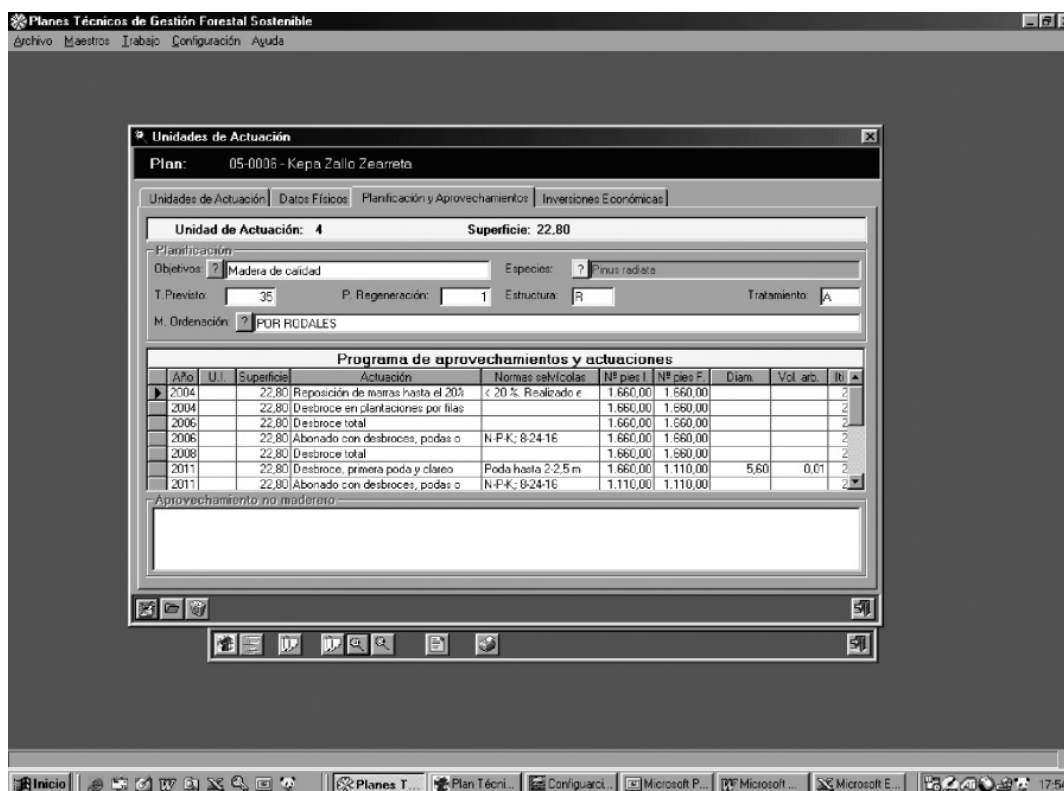 Planes Técnicos de Gestión Forestal Sostenible
Archivo Maestros Trabajo Configuración Ayuda
Unidades de Actuación
Plan: 05-0006 - Kepa Zallo Zearreta
Unidades de Actuación Datos Físicos Planificación y Aprovechamientos Inversiones Económicas
Unidad de Actuación: 4 Superficie: 22,80
Planificación
Objetivos: ? Madera de calidad Especies: ? Pinus radiata
T.Previsto: 35 P. Regeneración: 1 Estructura: R Tratamiento: A
M. Ordenación: ? POR RODALES
Programa de aprovechamientos y actuaciones
Año U.I. Superficie Actuación Normas selvícolas Nº pies I. Nº pies F. Diam. Vol. arb. Iti
2004 22,80 Reposición de marras hasta el 20% < 20 %. Realizado e 1.660,00 1.660,00 2
2004 22,80 Desbroce en plantaciones por filas 1.660,00 1.660,00 2
2006 22,80 Desbroce total 1.660,00 1.660,00 2
2006 22,80 Abonado con desbroces, podas o N-P-K; 8-24-16 1.660,00 1.660,00 2
2008 22,80 Desbroce total 1.660,00 1.660,00 2
2011 22,80 Desbroce, primera poda y clareo Poda hasta 2-2,5 m 1.660,00 1.110,00 5,60 0,01 2
2011 22,80 Abonado con desbroces, podas o N-P-K; 8-24-16 1.110,00 1.110,00 2
Aprovechamiento no maderero
Inicio Planes T... Plan Técni... Configuarci... Microsoft P... Microsoft ... Microsoft E...